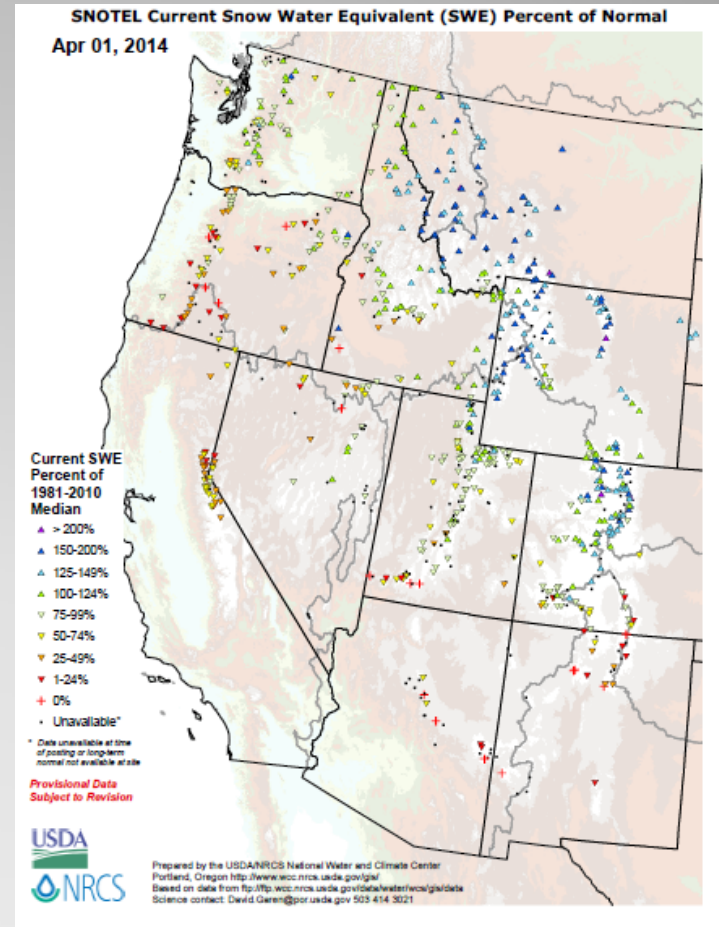 SNOTEL Current Snow Water Equivalent (SWE) Percent of Normal
Apr 01, 2014
Current SWE
Percent of
1981-2010
Median
> 200%
150-200%
125-149%
100-124%
75-99%
50-74%
25-49%
1-24%
0%
Unavailable*
* Data unavailable at time
of posting or long-term
normal not available at site
Provisional Data
Subject to Revision
USDA
NRCS
Prepared by the USDA/NRCS National Water and Climate Center
Portland, Oregon http://www.wcc.nrcs.usda.gov/gis/
Based on data from ftp://ftp.wcc.nrcs.usda.gov/data/water/wcs/gis/data
Science contact: David.Garen@por.usda.gov 503 414 3021